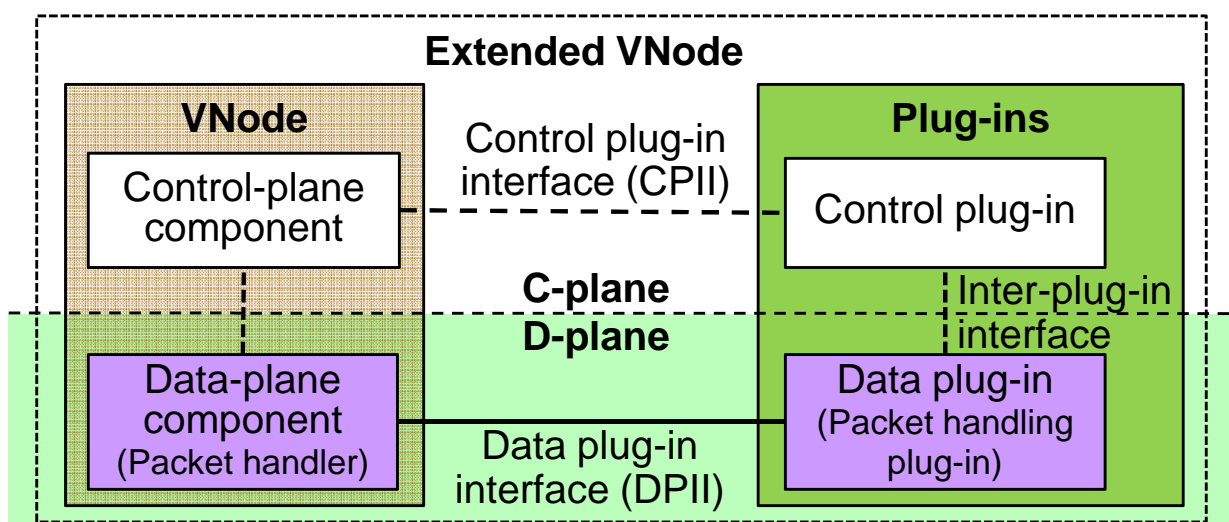 Extended VNode
VNode
Control-plane
component
Control plug-in
interface (CPII)
Plug-ins
Control plug-in
C-plane
D-plane
Inter-plug-in
interface
Data-plane
component
(Packet handler)
Data plug-in
interface (DPII)
Data plug-in
(Packet handling
plug-in)